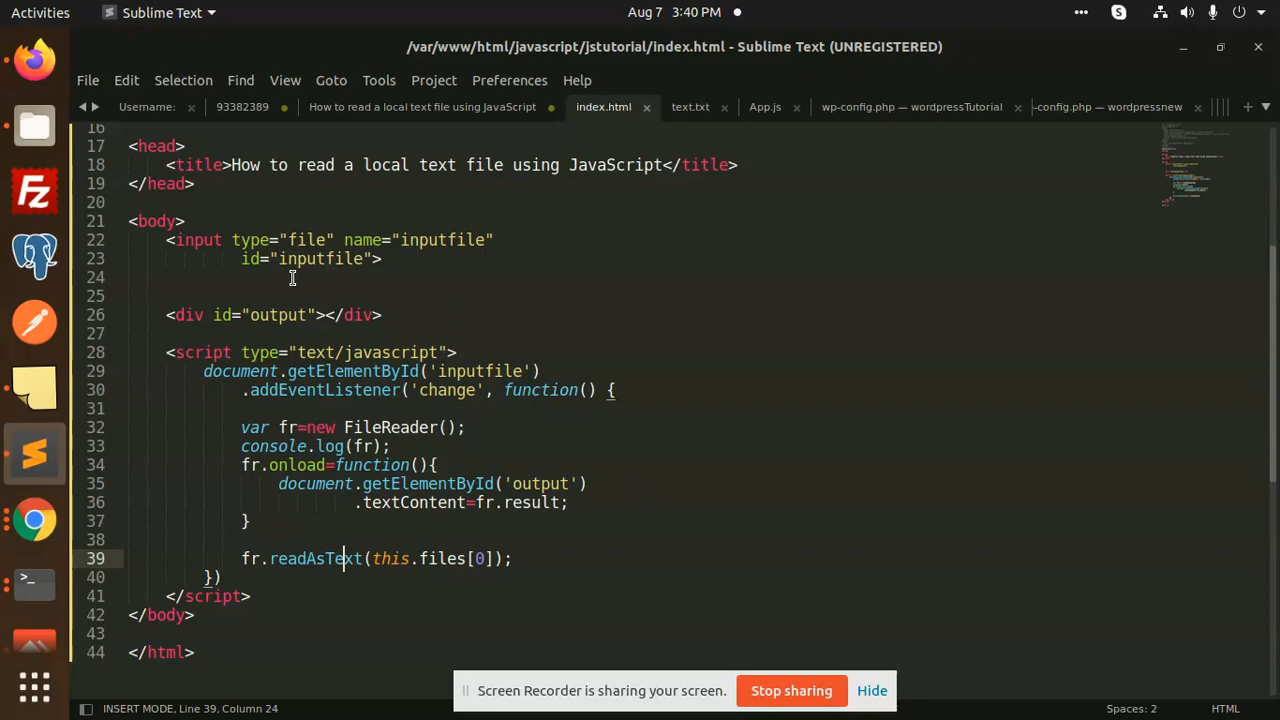 Activities Sublime Text Aug 7 3:40 PM
/var/www/html/javascript/jstutorial/index.html - Sublime Text (UNREGISTERED)
File Edit Selection Find View Goto Tools Project Preferences Help
Username: 93382389 How to read a local text file using JavaScript index.html text.txt App.js wp-config.php — wordpressTutorial -config.php — wordpressnew
16
17 <head>
18 <title>How to read a local text file using JavaScript</title>
19 </head>
20
21 <body>
22 <input type="file" name="inputfile"
23 id="inputfile">
24
25
26 <div id="output"></div>
27
28 <script type="text/javascript">
29 document.getElementById('inputfile')
30 .addEventListener('change', function() {
31
32 var fr=new FileReader();
33 console.log(fr);
34 fr.onload=function(){
35 document.getElementById('output')
36 .textContent=fr.result;
37 }
38
39 fr.readAsText(this.files[0]);
40 })
41 </script>
42 </body>
43
44 </html>
Screen Recorder is sharing your screen. Stop sharing Hide
INSERT MODE, Line 39, Column 24 Spaces: 2 HTML